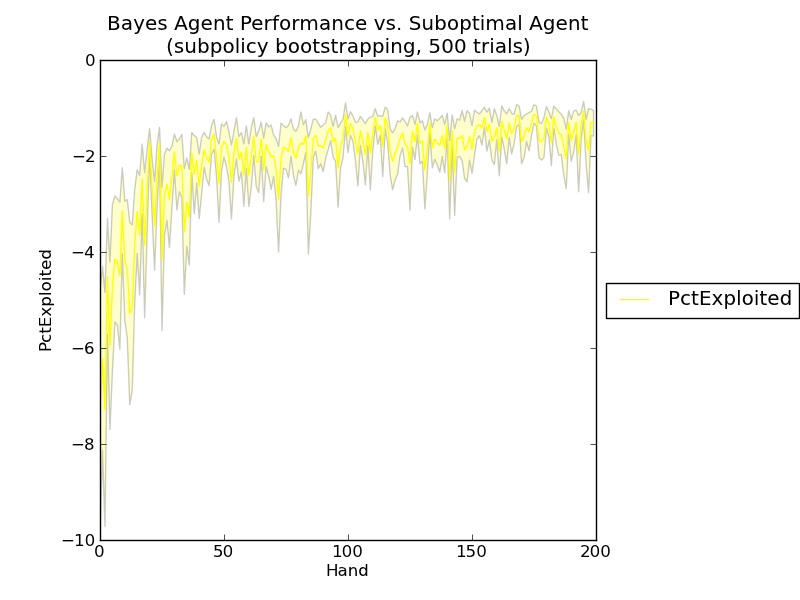 Bayes Agent Performance vs. Suboptimal Agent
(subpolicy bootstrapping, 500 trials)
0
−2
−4
−6
−8
−10
PctExploited
0 50 100 150 200
Hand
PctExploited